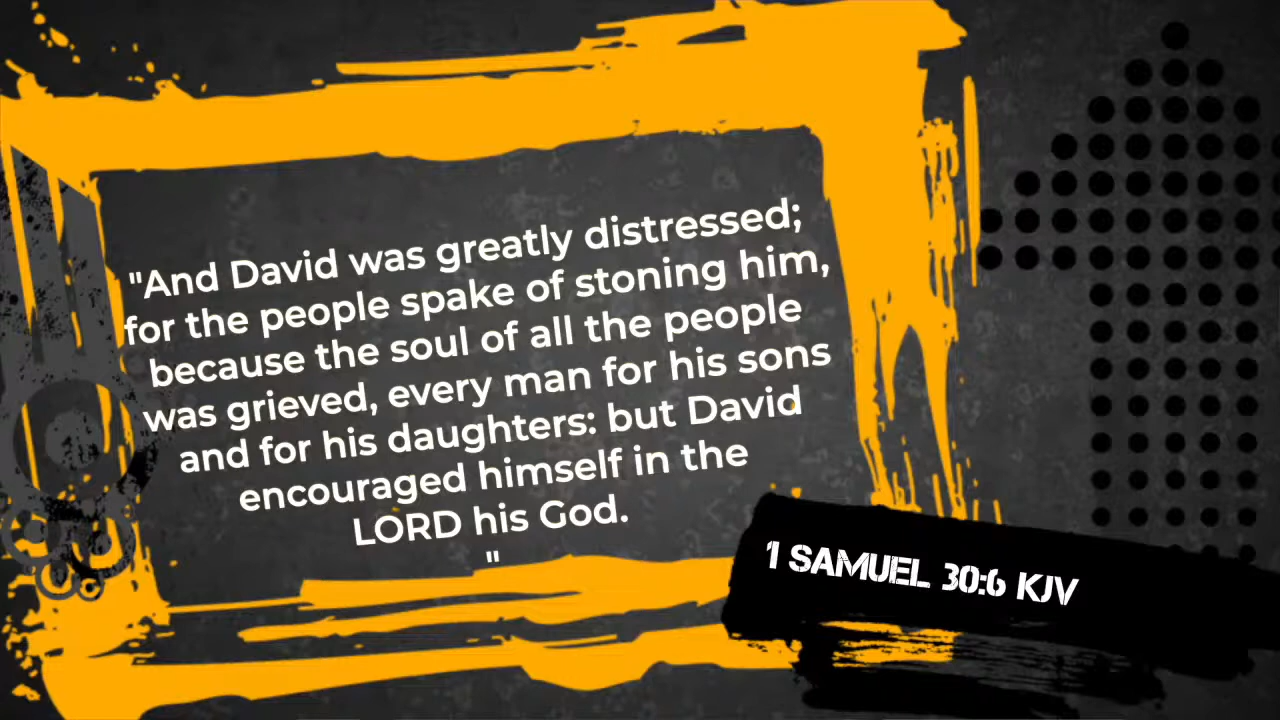 "And David was greatly distressed;
for the people spake of stoning him,
because the soul of all the people
was grieved, every man for his sons
and for his daughters: but David
encouraged himself in the
LORD his God.
"
1 SAMUEL 30:6 KJV